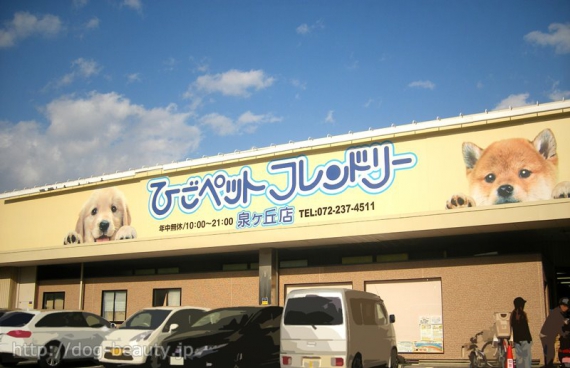 ひごペットフレンドリー
年中無休/10:00～21:00 泉ヶ丘店 TEL:072-237-4511
http://dog-beauty.jp